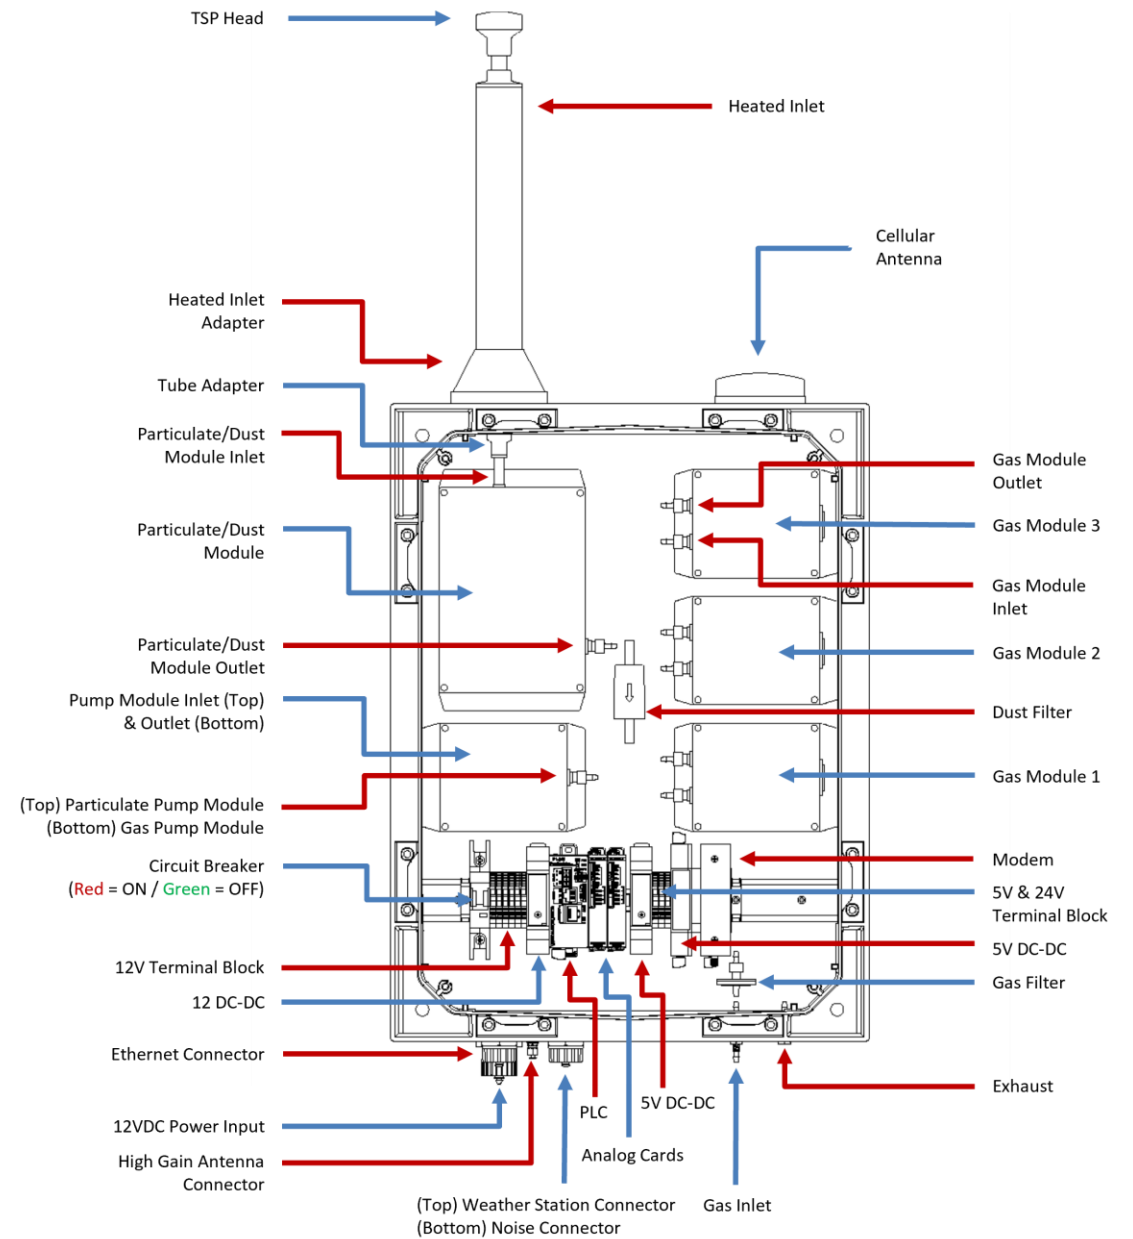 TSP Head
Heated Inlet
Cellular
Antenna
Heated Inlet
Adapter
Tube Adapter
Particulate/Dust
Module Inlet
Gas Module
Outlet
Particulate/Dust
Module
Gas Module 3
Gas Module
Inlet
Particulate/Dust
Module Outlet
Gas Module 2
Pump Module Inlet (Top)
& Outlet (Bottom)
Dust Filter
(Top) Particulate Pump Module
(Bottom) Gas Pump Module
Gas Module 1
Circuit Breaker
(Red = ON / Green = OFF)
Modem
5V & 24V
Terminal Block
5V DC-DC
12V Terminal Block
Gas Filter
12 DC-DC
Ethernet Connector
Exhaust
PLC
5V DC-DC
12VDC Power Input
High Gain Antenna
Connector
Analog Cards
(Top) Weather Station Connector
(Bottom) Noise Connector
Gas Inlet